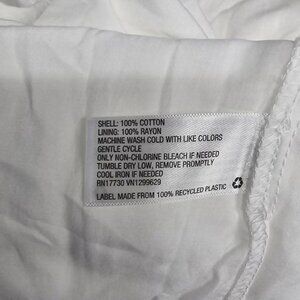 SHELL: 100% COTTON
LINING: 100% RAYON
MACHINE WASH COLD WITH LIKE COLORS
GENTLE CYCLE
ONLY NON-CHLORINE BLEACH IF NEEDED
TUMBLE DRY LOW, REMOVE PROMPTLY
COOL IRON IF NEEDED
RN17730 VN1299629
LABEL MADE FROM 100% RECYCLED PLASTIC